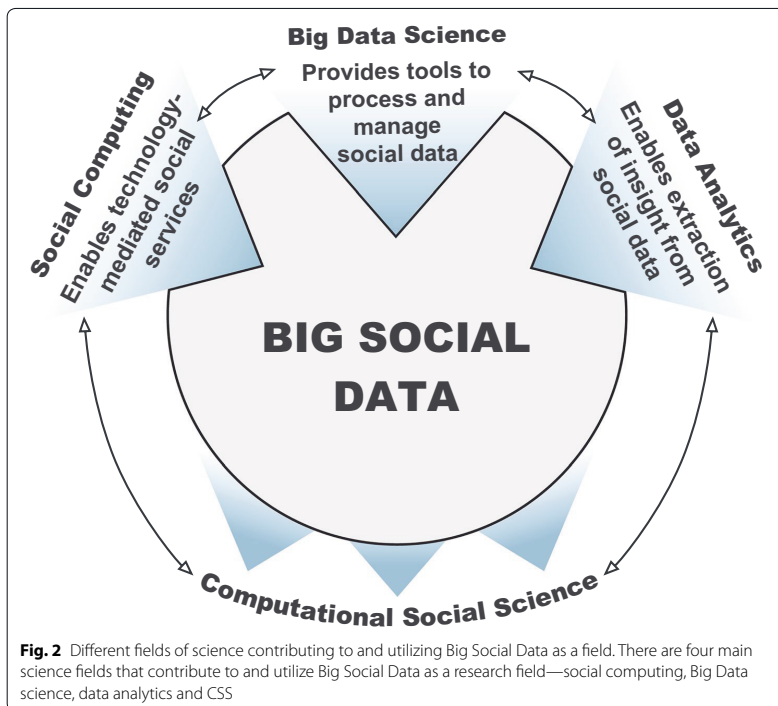 Big Data Science
Provides tools to
process and
manage
social data
Social Computing
Enables technology-
mediated social
services
Data Analytics
Enables extraction
of insight from
social data
BIG SOCIAL
DATA
Computational Social Science
Fig. 2 Different fields of science contributing to and utilizing Big Social Data as a field. There are four main
science fields that contribute to and utilize Big Social Data as a research field—social computing, Big Data
science, data analytics and CSS